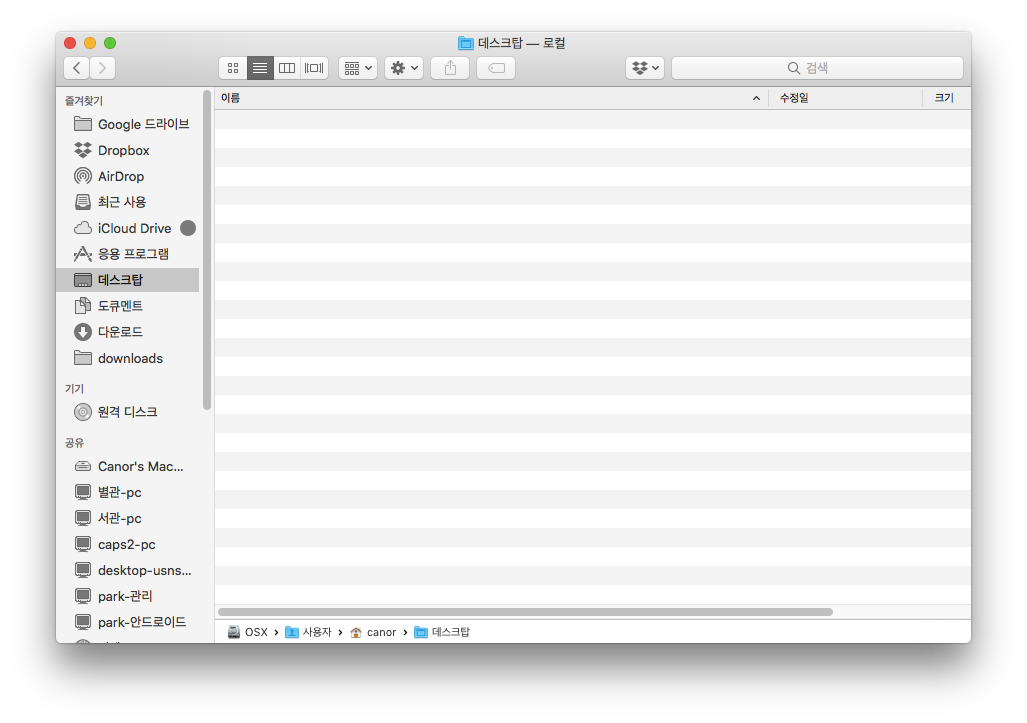 데스크탑 — 로컬
검색
즐겨찾기
Google 드라이브
Dropbox
AirDrop
최근 사용
iCloud Drive
응용 프로그램
데스크탑
도큐멘트
다운로드
downloads
기기
원격 디스크
공유
Canor's Mac...
별관-pc
서관-pc
caps2-pc
desktop-usns...
park-관리
park-안드로이드
이름 수정일 크기
OSX › 사용자 › canor › 데스크탑